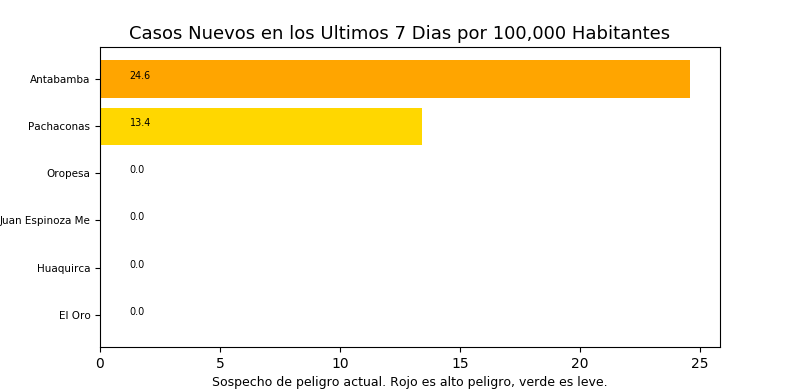 Casos Nuevos en los Ultimos 7 Dias por 100,000 Habitantes
Antabamba 24.6
Pachaconas 13.4
Oropesa 0.0
Juan Espinoza Me 0.0
Huaquirca 0.0
El Oro 0.0
0 5 10 15 20 25
Sospecho de peligro actual. Rojo es alto peligro, verde es leve.